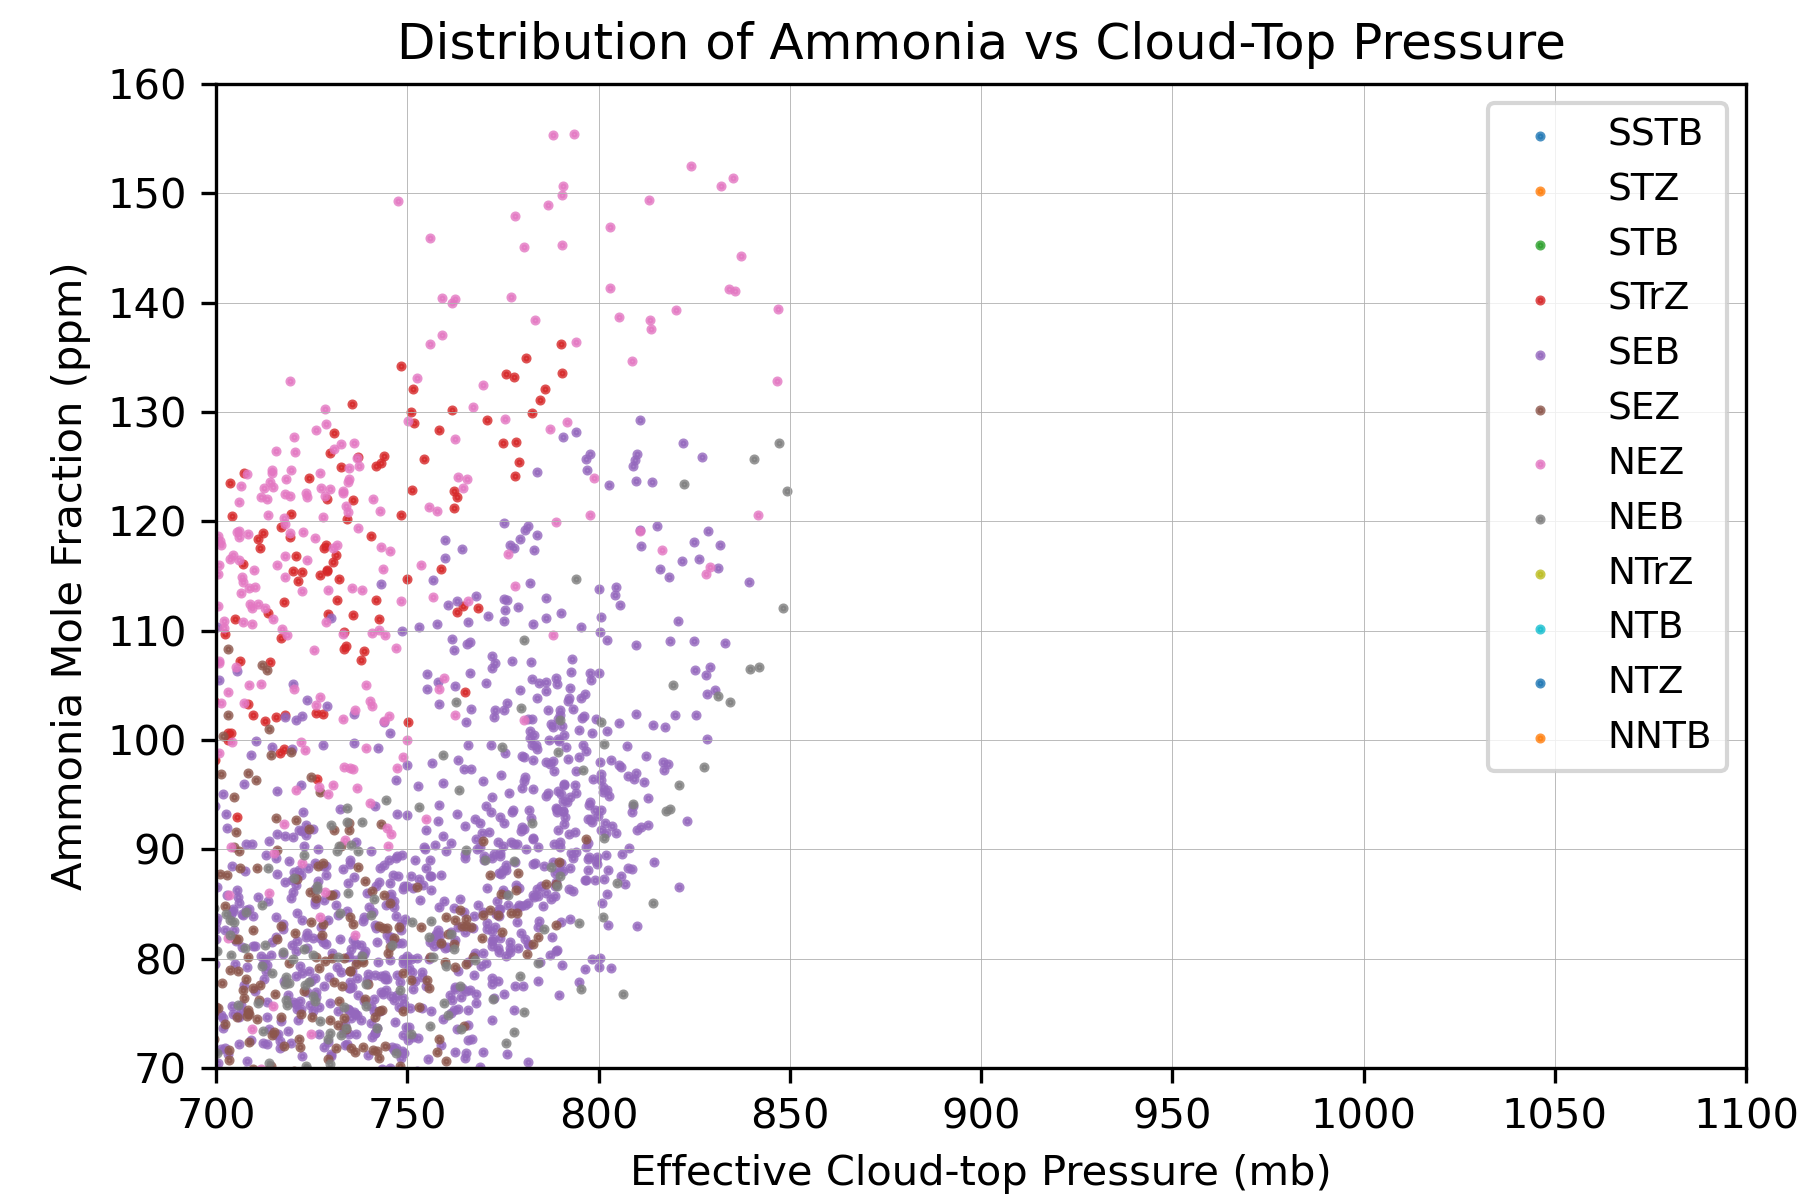 Distribution of Ammonia vs Cloud-Top Pressure
160
150
140
130
120
110
100
90
80
70
Ammonia Mole Fraction (ppm)
SSTB
STZ
STB
STrZ
SEB
SEZ
NEZ
NEB
NTrZ
NTB
NTZ
NNTB
700 750 800 850 900 950 1000 1050 1100
Effective Cloud-top Pressure (mb)